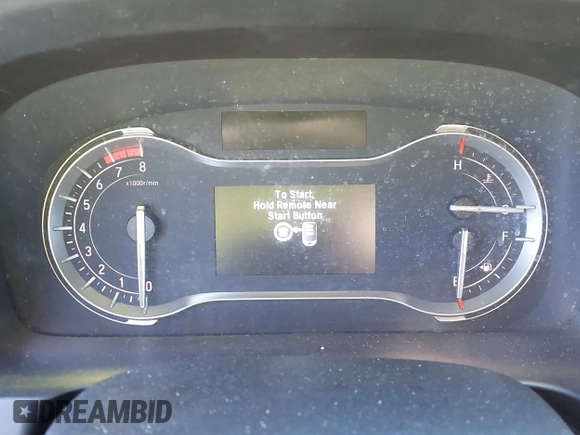 8
7
6
5
4
3
2
1
0
x1000r/min
To Start,
Hold Remote Near
Start Button
H
F
E
DREAMBID